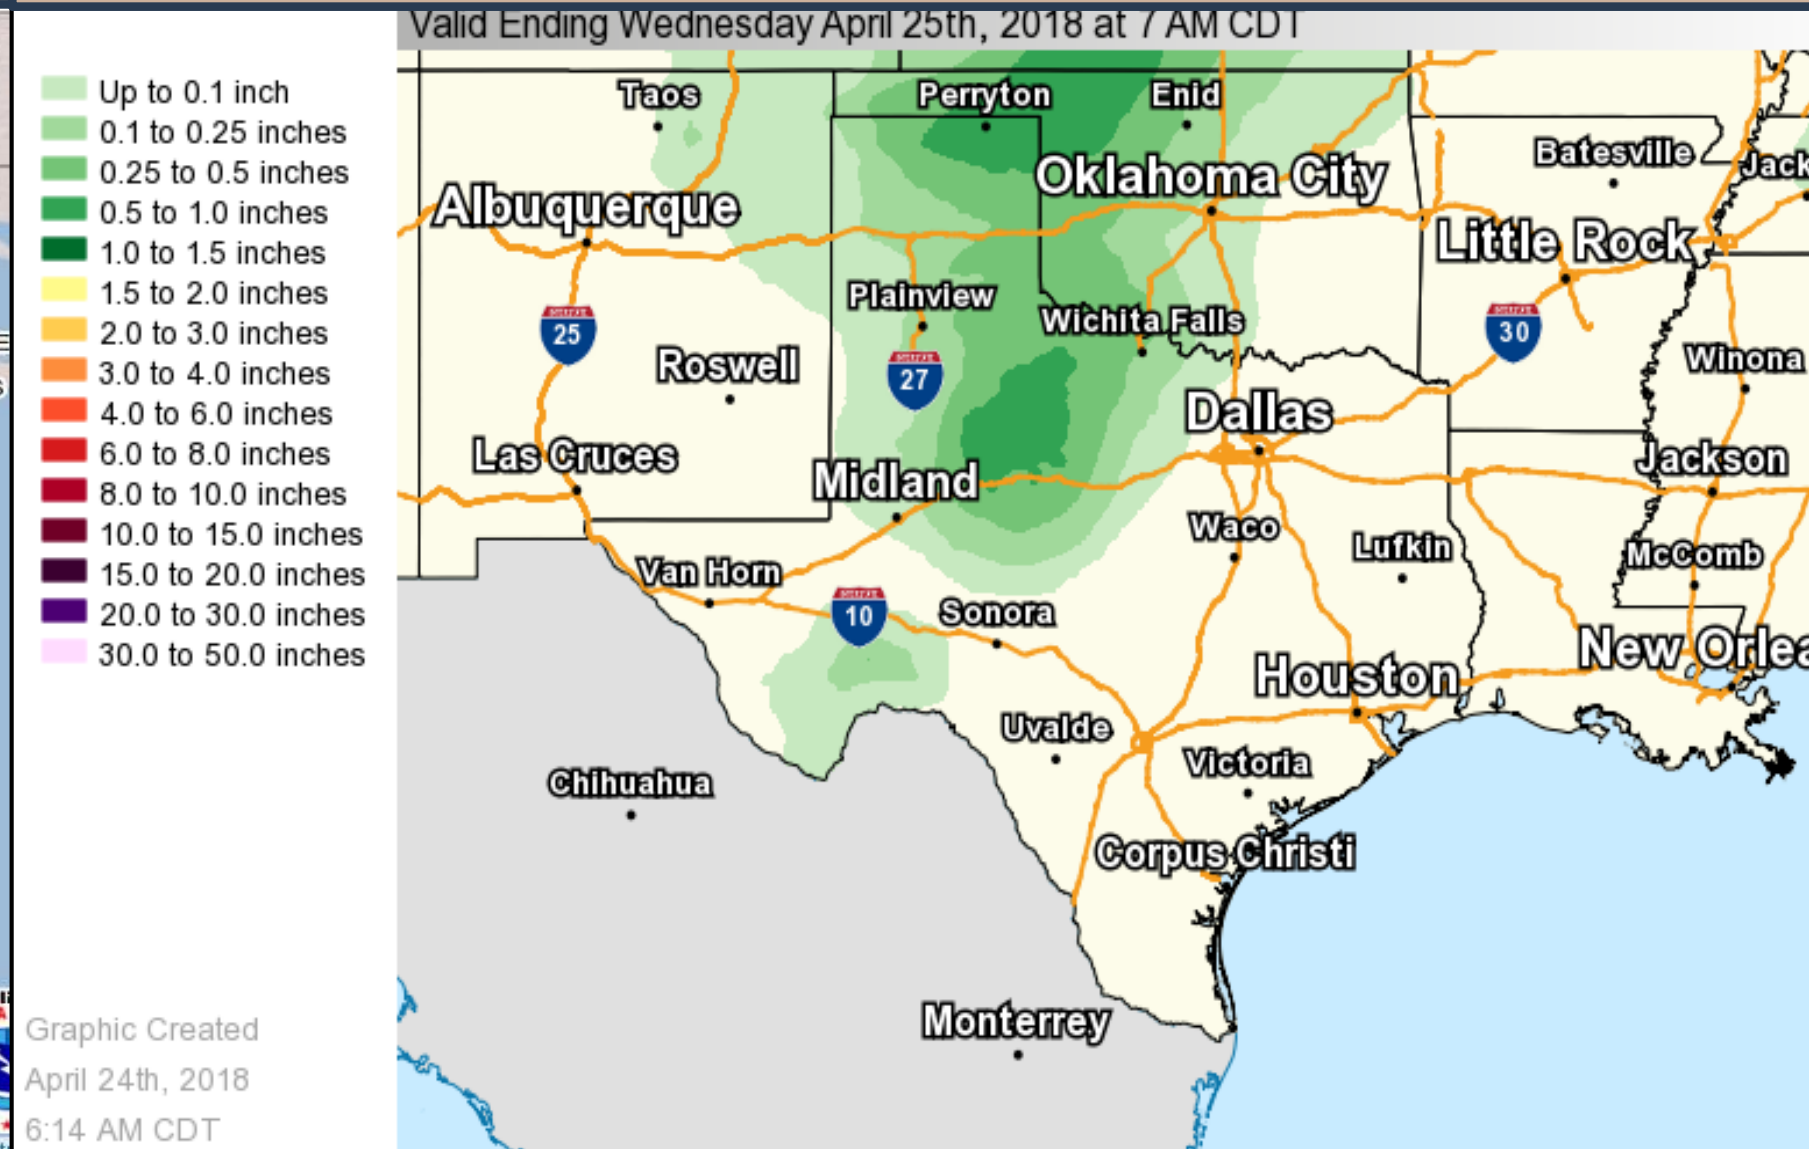 Valid Ending Wednesday April 25th, 2018 at 7 AM CDT
Up to 0.1 inch
0.1 to 0.25 inches
0.25 to 0.5 inches
0.5 to 1.0 inches
1.0 to 1.5 inches
1.5 to 2.0 inches
2.0 to 3.0 inches
3.0 to 4.0 inches
4.0 to 6.0 inches
6.0 to 8.0 inches
8.0 to 10.0 inches
10.0 to 15.0 inches
15.0 to 20.0 inches
20.0 to 30.0 inches
30.0 to 50.0 inches
Graphic Created
April 24th, 2018
6:14 AM CDT
Taos
Perryton
Enid
Batesville
Jack
Oklahoma City
Albuquerque
Little Rock
Plainview
Wichita Falls
25
30
Winona
Roswell
27
Dallas
Las Cruces
Midland
Jackson
Waco
Lufkin
McComb
Van Horn
10
Sonora
New Orlea
Houston
Uvalde
Victoria
Chihuahua
Corpus Christi
Monterrey